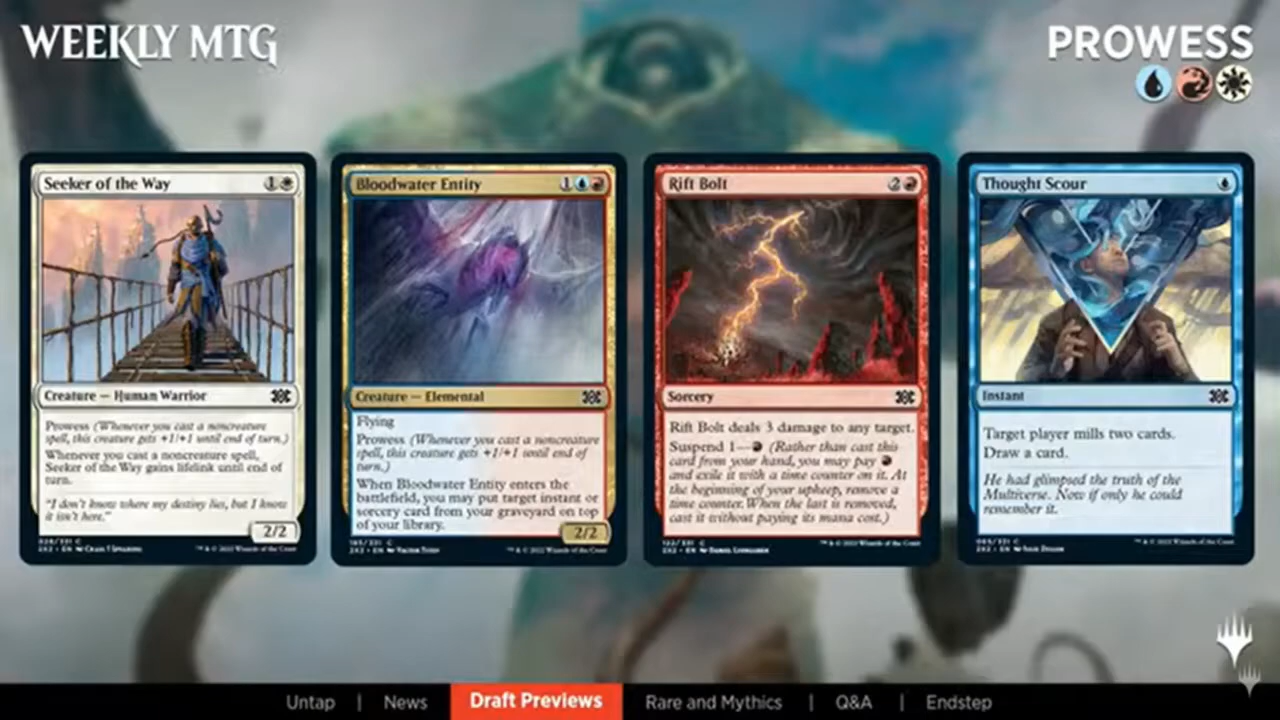 WEEKLY MTG
PROWESS
Seeker of the Way 1
Creature — Human Warrior
Prowess (Whenever you cast a noncreature
spell, this creature gets +1/+1 until end of turn.)
Whenever you cast a noncreature spell,
Seeker of the Way gains lifelink until end of
turn.
"I don't know where my destiny lies, but I know
it isn't here."
2/2
Bloodwater Entity 1
Creature — Elemental
Flying
Prowess (Whenever you cast a noncreature
spell, this creature gets +1/+1 until end of
turn.)
When Bloodwater Entity enters the
battlefield, you may put target instant or
sorcery card from your graveyard on top
of your library.
2/2
Rift Bolt 2
Sorcery
Rift Bolt deals 3 damage to any target.
Suspend 1— (Rather than cast this
card from your hand, you may pay
and exile it with a time counter on it. At
the beginning of your upkeep, remove a
time counter. When the last is removed,
cast it without paying its mana cost.)
Thought Scour
Instant
Target player mills two cards.
Draw a card.
He had glimpsed the truth of the
Multiverse. Now if only he could
remember it.
Untap | News Draft Previews Rare and Mythics | Q&A | Endstep